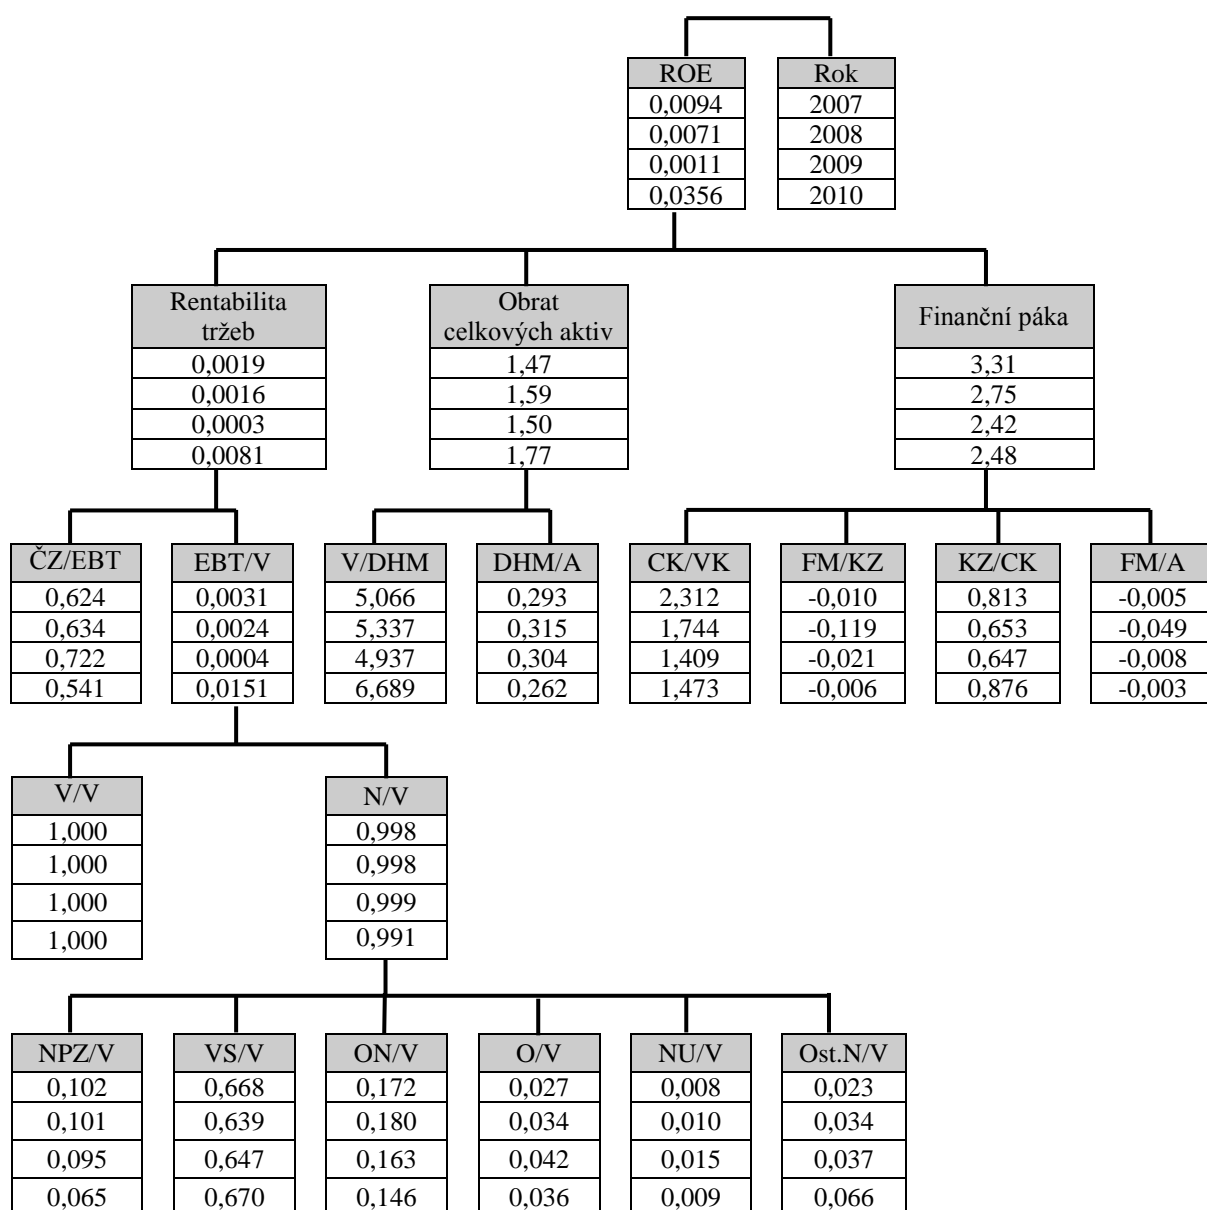 ROE Rok
0,0094 2007
0,0071 2008
0,0011 2009
0,0356 2010
Rentabilita Obrat
tržeb celkových aktiv Finanční páka
0,0019 1,47 3,31
0,0016 1,59 2,75
0,0003 1,50 2,42
0,0081 1,77 2,48
ČZ/EBT EBT/V V/DHM DHM/A CK/VK FM/KZ KZ/CK FM/A
0,624 0,0031 5,066 0,293 2,312 -0,010 0,813 -0,005
0,634 0,0024 5,337 0,315 1,744 -0,119 0,653 -0,049
0,722 0,0004 4,937 0,304 1,409 -0,021 0,647 -0,008
0,541 0,0151 6,689 0,262 1,473 -0,006 0,876 -0,003
V/V N/V
1,000 0,998
1,000 0,998
1,000 0,999
1,000 0,991
NPZ/V VS/V ON/V O/V NU/V Ost.N/V
0,102 0,668 0,172 0,027 0,008 0,023
0,101 0,639 0,180 0,034 0,010 0,034
0,095 0,647 0,163 0,042 0,015 0,037
0,065 0,670 0,146 0,036 0,009 0,066